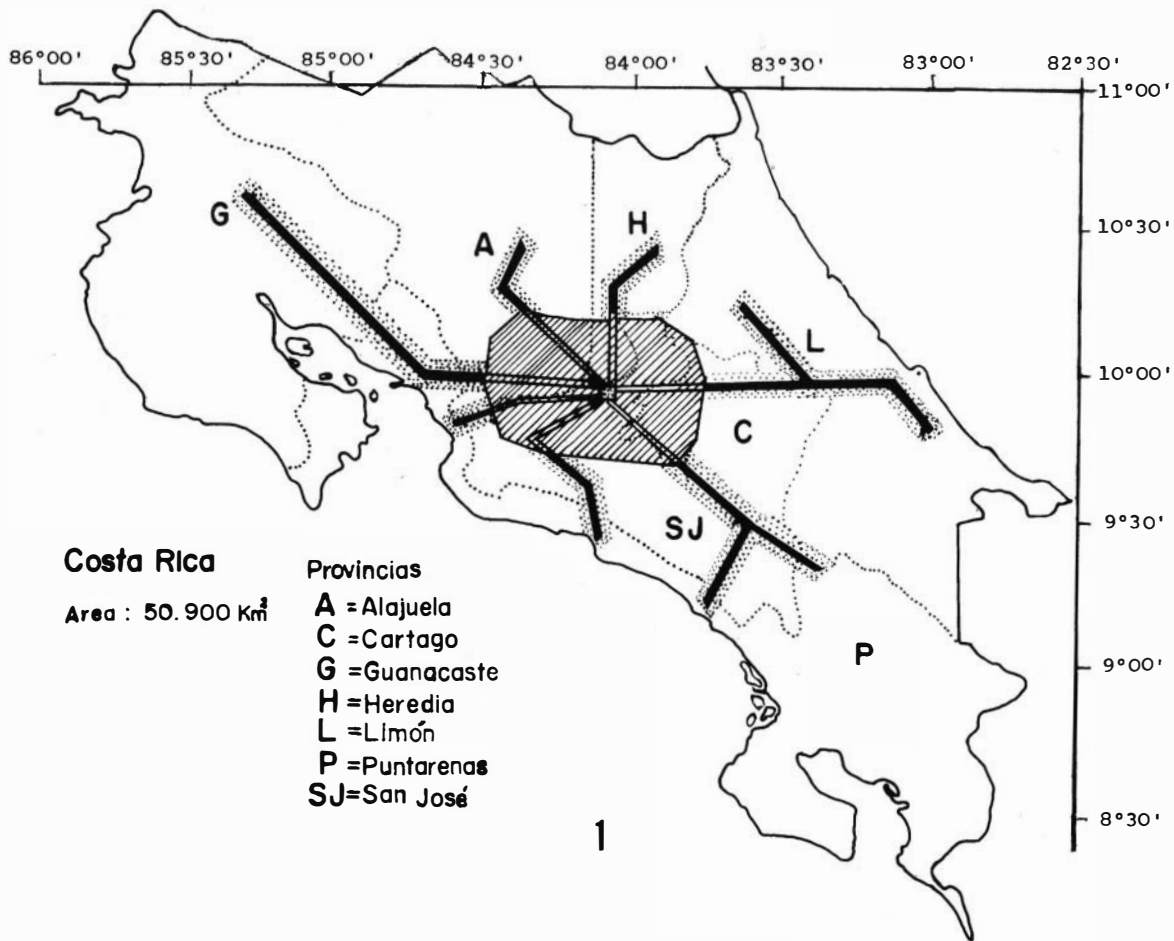 86°00' 85°30' 85°00' 84°30' 84°00' 83°30' 83°00' 82°30'
11°00'
10°30'
10°00'
9°30'
9°00'
8°30'
G
A
H
L
C
SJ
P
Costa Rica
Area : 50.900 Km²
Provincias
A = Alajuela
C = Cartago
G = Guanacaste
H = Heredia
L = Limón
P = Puntarenas
SJ = San José
1